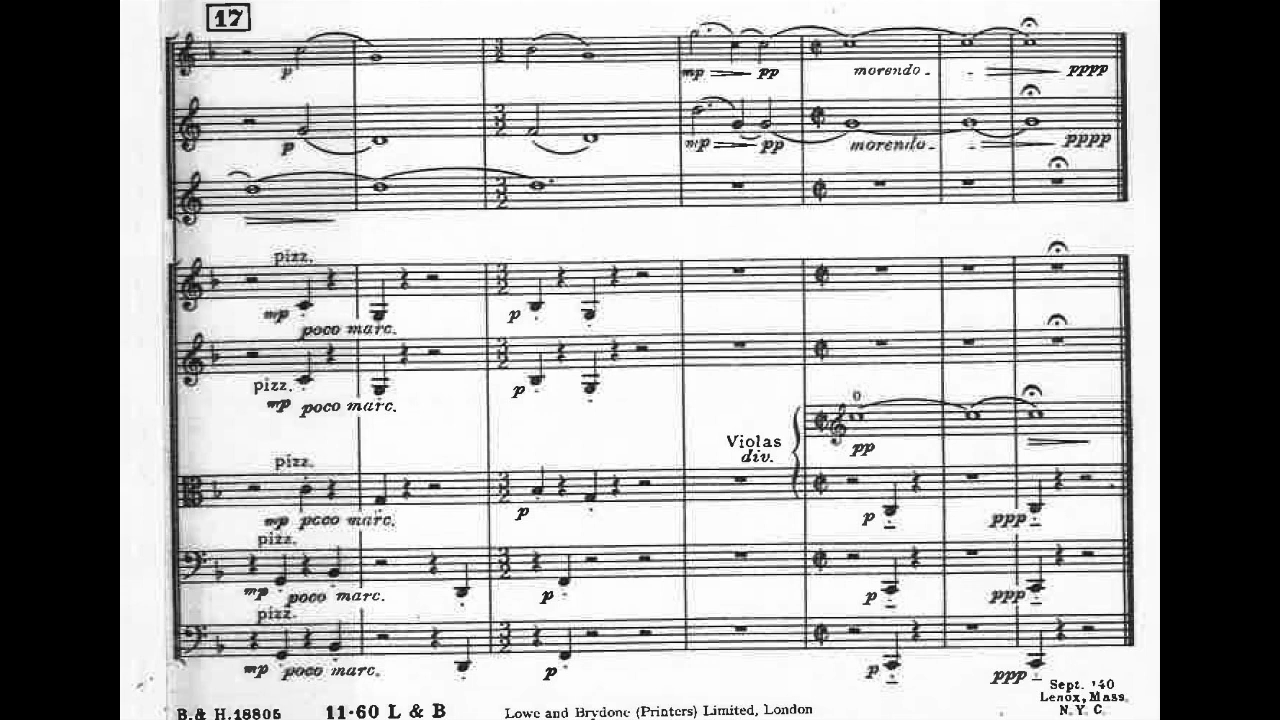 17
p
mp pp morendo - - pppp
p
mp pp morendo - - pppp
pizz.
mp poco marc. p
pizz.
mp poco marc. p
Violas
div.
pp
pizz.
mp poco marc. p p ppp
pizz.
mp poco marc. p p ppp
pizz.
mp poco marc. p p ppp
Sept. '40
Lenox, Mass.
N. Y. C.
B. & H. 18805 11·60 L & B Lowe and Brydone (Printers) Limited, London